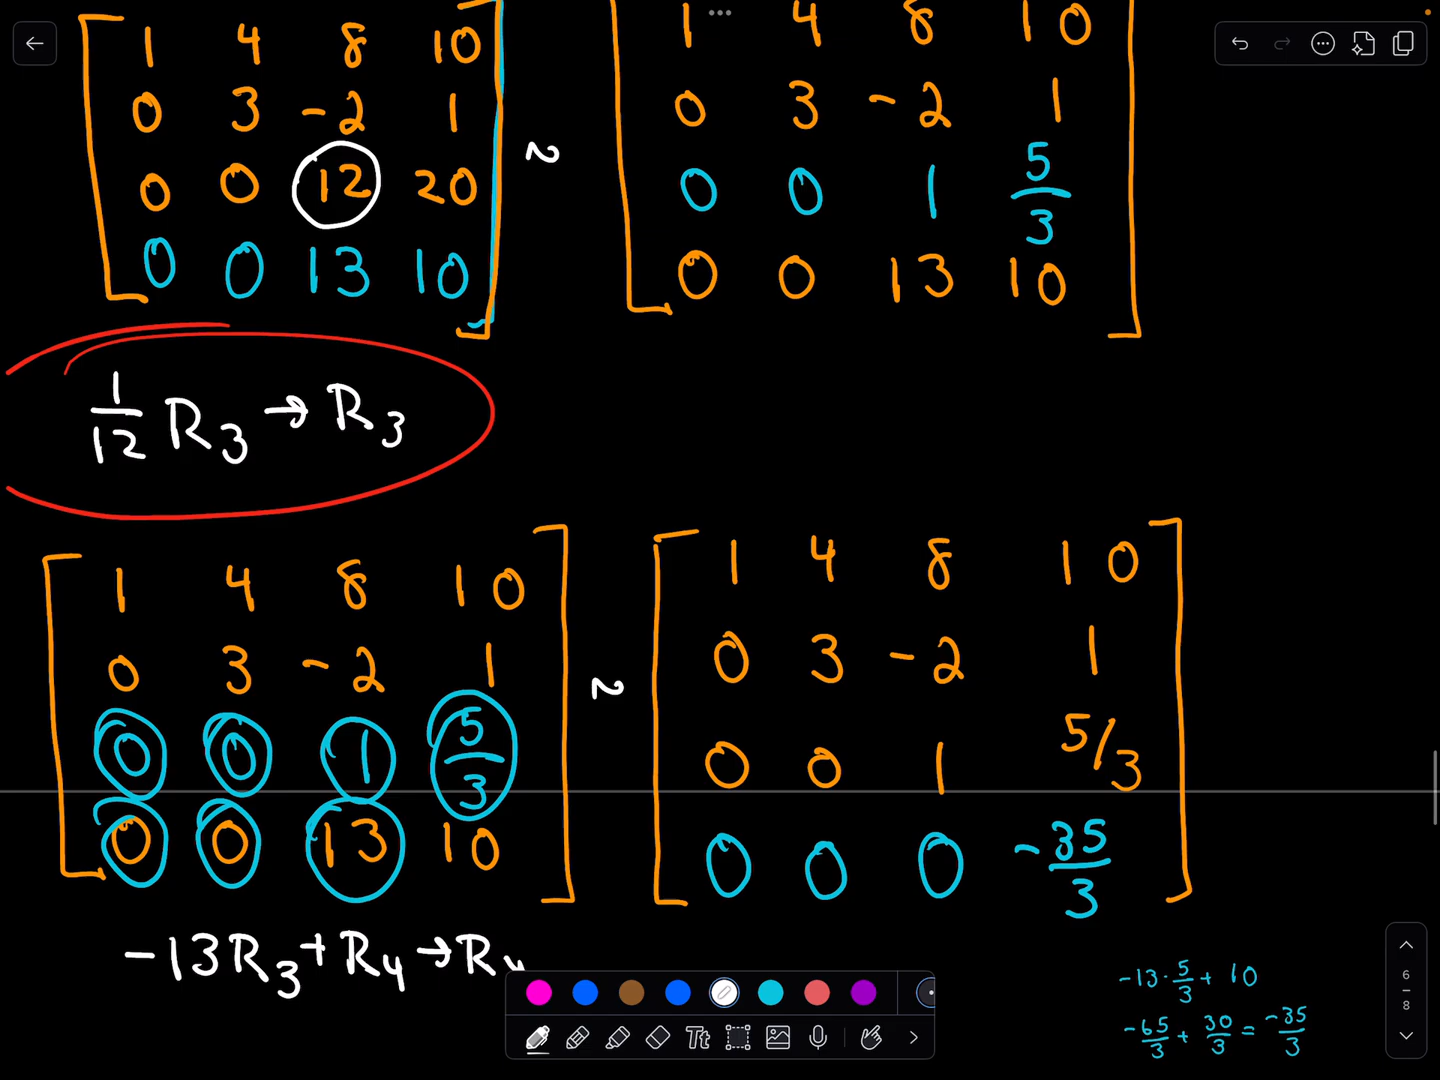 1 4 8 10
0 3 -2 1
0 0 12 20
0 0 13 10
~
1 4 8 10
0 3 -2 1
0 0 1 5/3
0 0 13 10
1/12 R₃ → R₃
1 4 8 10
0 3 -2 1
0 0 1 5/3
0 0 13 10
~
1 4 8 10
0 3 -2 1
0 0 1 5/3
0 0 0 -35/3
-13R₃ + R₄ → R₄
-13 · 5/3 + 10
-65/3 + 30/3 = -35/3
Tt
6
-
8